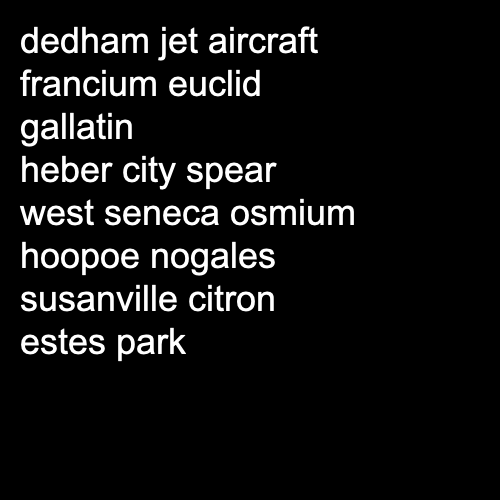 dedham jet aircraft
francium euclid
gallatin
heber city spear
west seneca osmium
hoopoe nogales
susanville citron
estes park